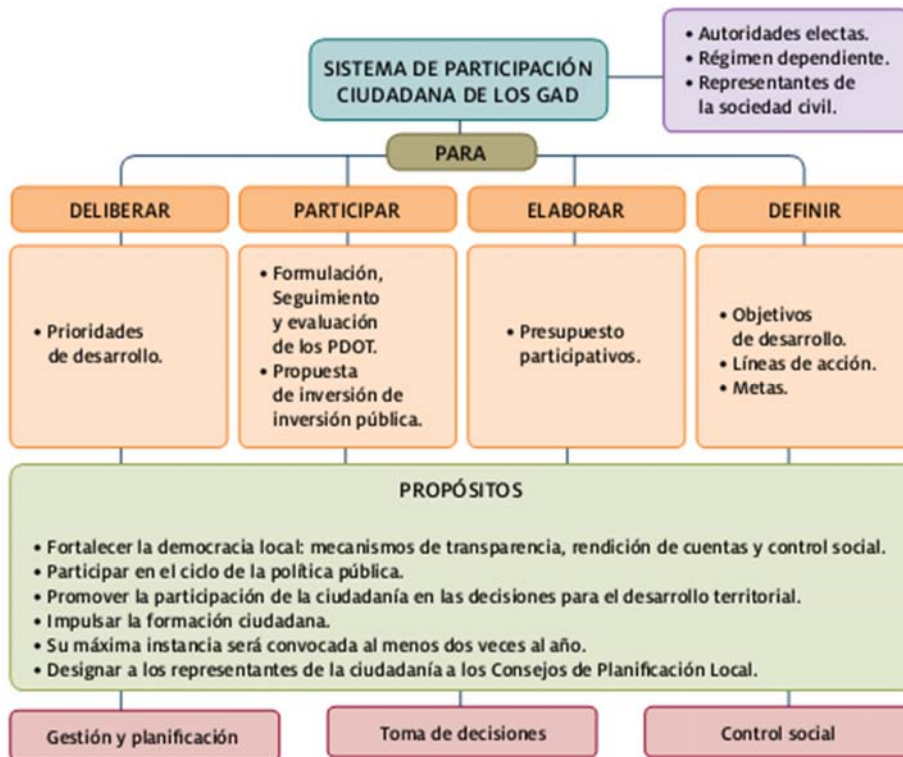 • Autoridades electas.
• Régimen dependiente.
• Representantes de
la sociedad civil.
SISTEMA DE PARTICIPACIÓN
CIUDADANA DE LOS GAD
PARA
DELIBERAR
PARTICIPAR
ELABORAR
DEFINIR
• Prioridades
de desarrollo.
• Formulación,
Seguimiento
y evaluación
de los PDOT.
• Propuesta
de inversión de
inversión pública.
• Presupuesto
participativos.
• Objetivos
de desarrollo.
• Líneas de acción.
• Metas.
PROPÓSITOS
• Fortalecer la democracia local: mecanismos de transparencia, rendición de cuentas y control social.
• Participar en el ciclo de la política pública.
• Promover la participación de la ciudadanía en las decisiones para el desarrollo territorial.
• Impulsar la formación ciudadana.
• Su máxima instancia será convocada al menos dos veces al año.
• Designar a los representantes de la ciudadanía a los Consejos de Planificación Local.
Gestión y planificación
Toma de decisiones
Control social